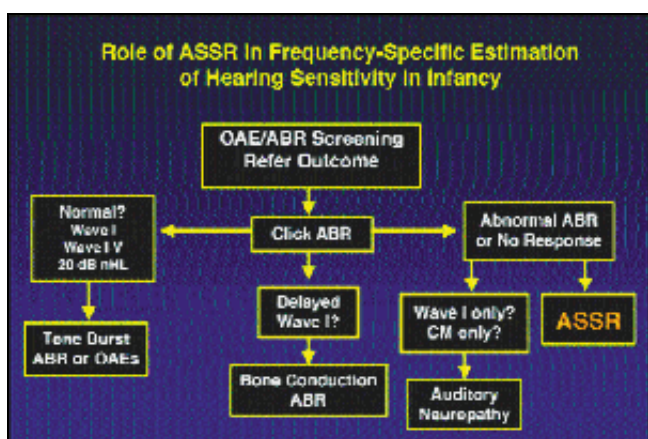 Role of ASSR in Frequency-Specific Estimation
of Hearing Sensitivity in Infancy
OAE/ABR Screening
Refer Outcome
Normal?
Wave I
Wave I V
20 dB nHL
Click ABR
Abnormal ABR
or No Response
Tone Burst
ABR or OAEs
Delayed
Wave I?
Wave I only?
CM only?
ASSR
Bone Conduction
ABR
Auditory
Neuropathy